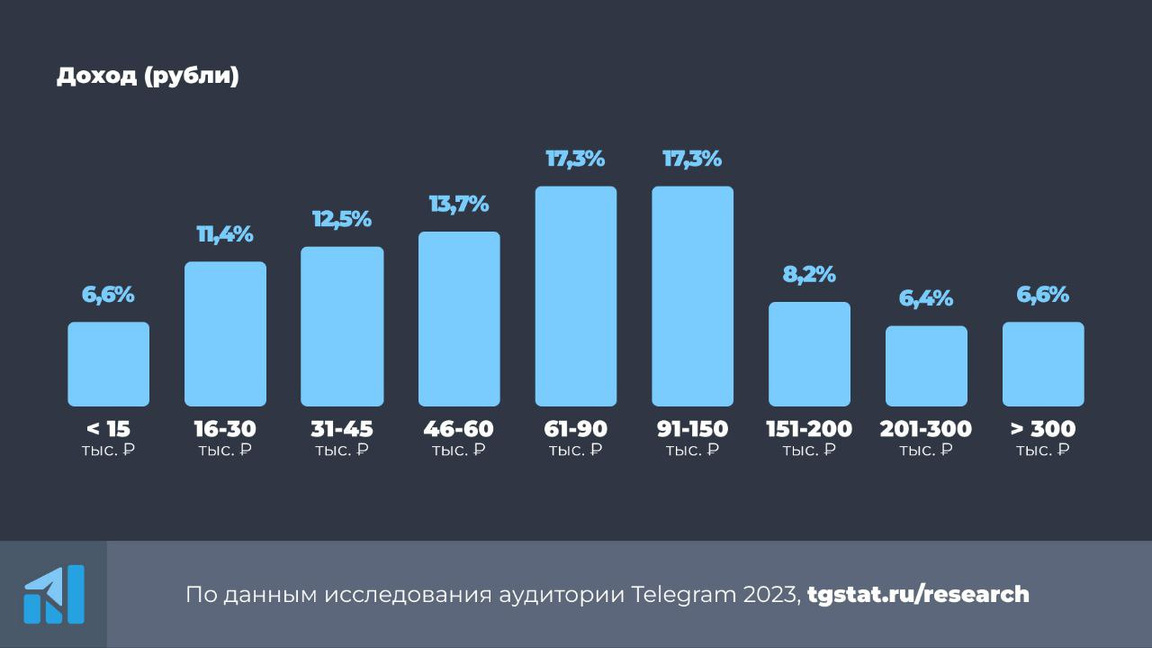 Доход (рубли)
6,6%
11,4%
12,5%
13,7%
17,3%
17,3%
8,2%
6,4%
6,6%
< 15
тыс. ₽
16-30
тыс. ₽
31-45
тыс. ₽
46-60
тыс. ₽
61-90
тыс. ₽
91-150
тыс. ₽
151-200
тыс. ₽
201-300
тыс. ₽
> 300
тыс. ₽
По данным исследования аудитории Telegram 2023, tgstat.ru/research